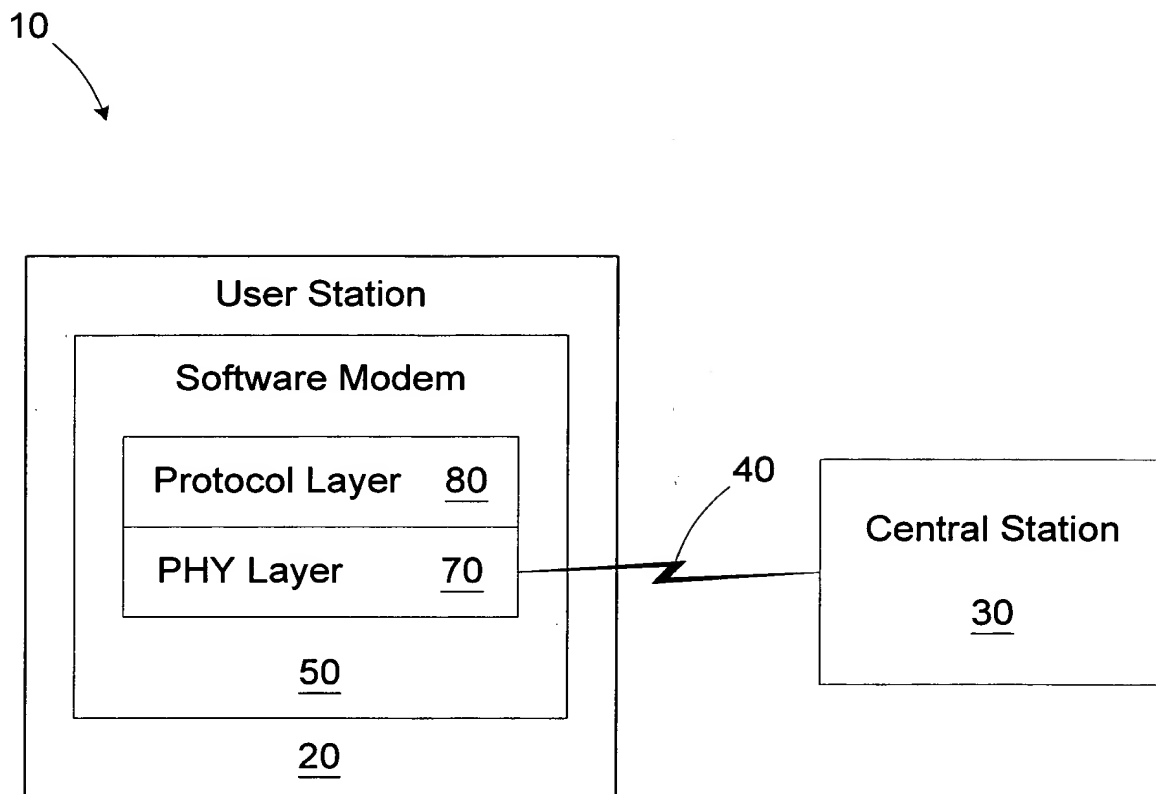 10
User Station
Software Modem
Protocol Layer 80
PHY Layer 70
50
20
40
Central Station
30